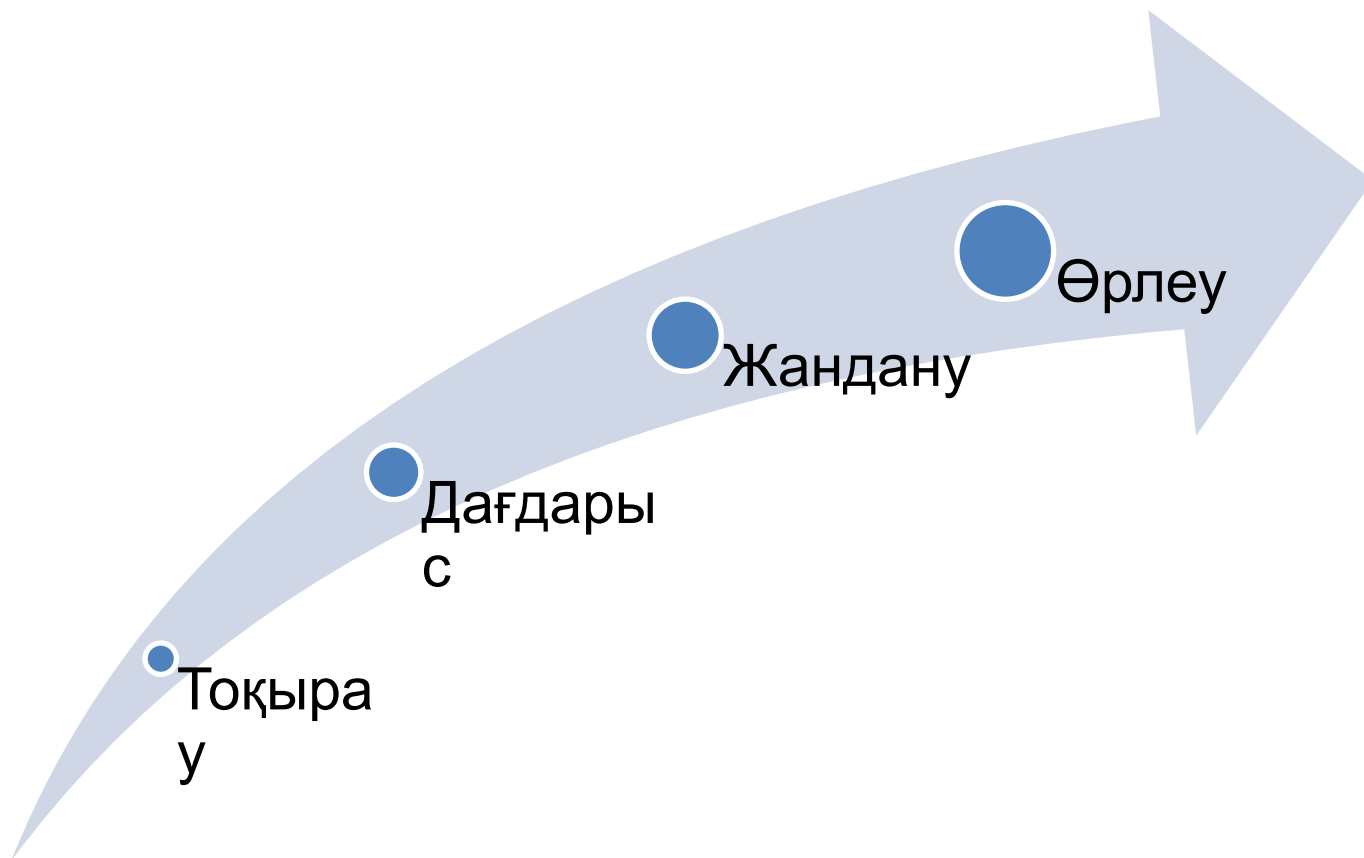 Өрлеу
Жандану
Дағдары
с
Тоқыра
у